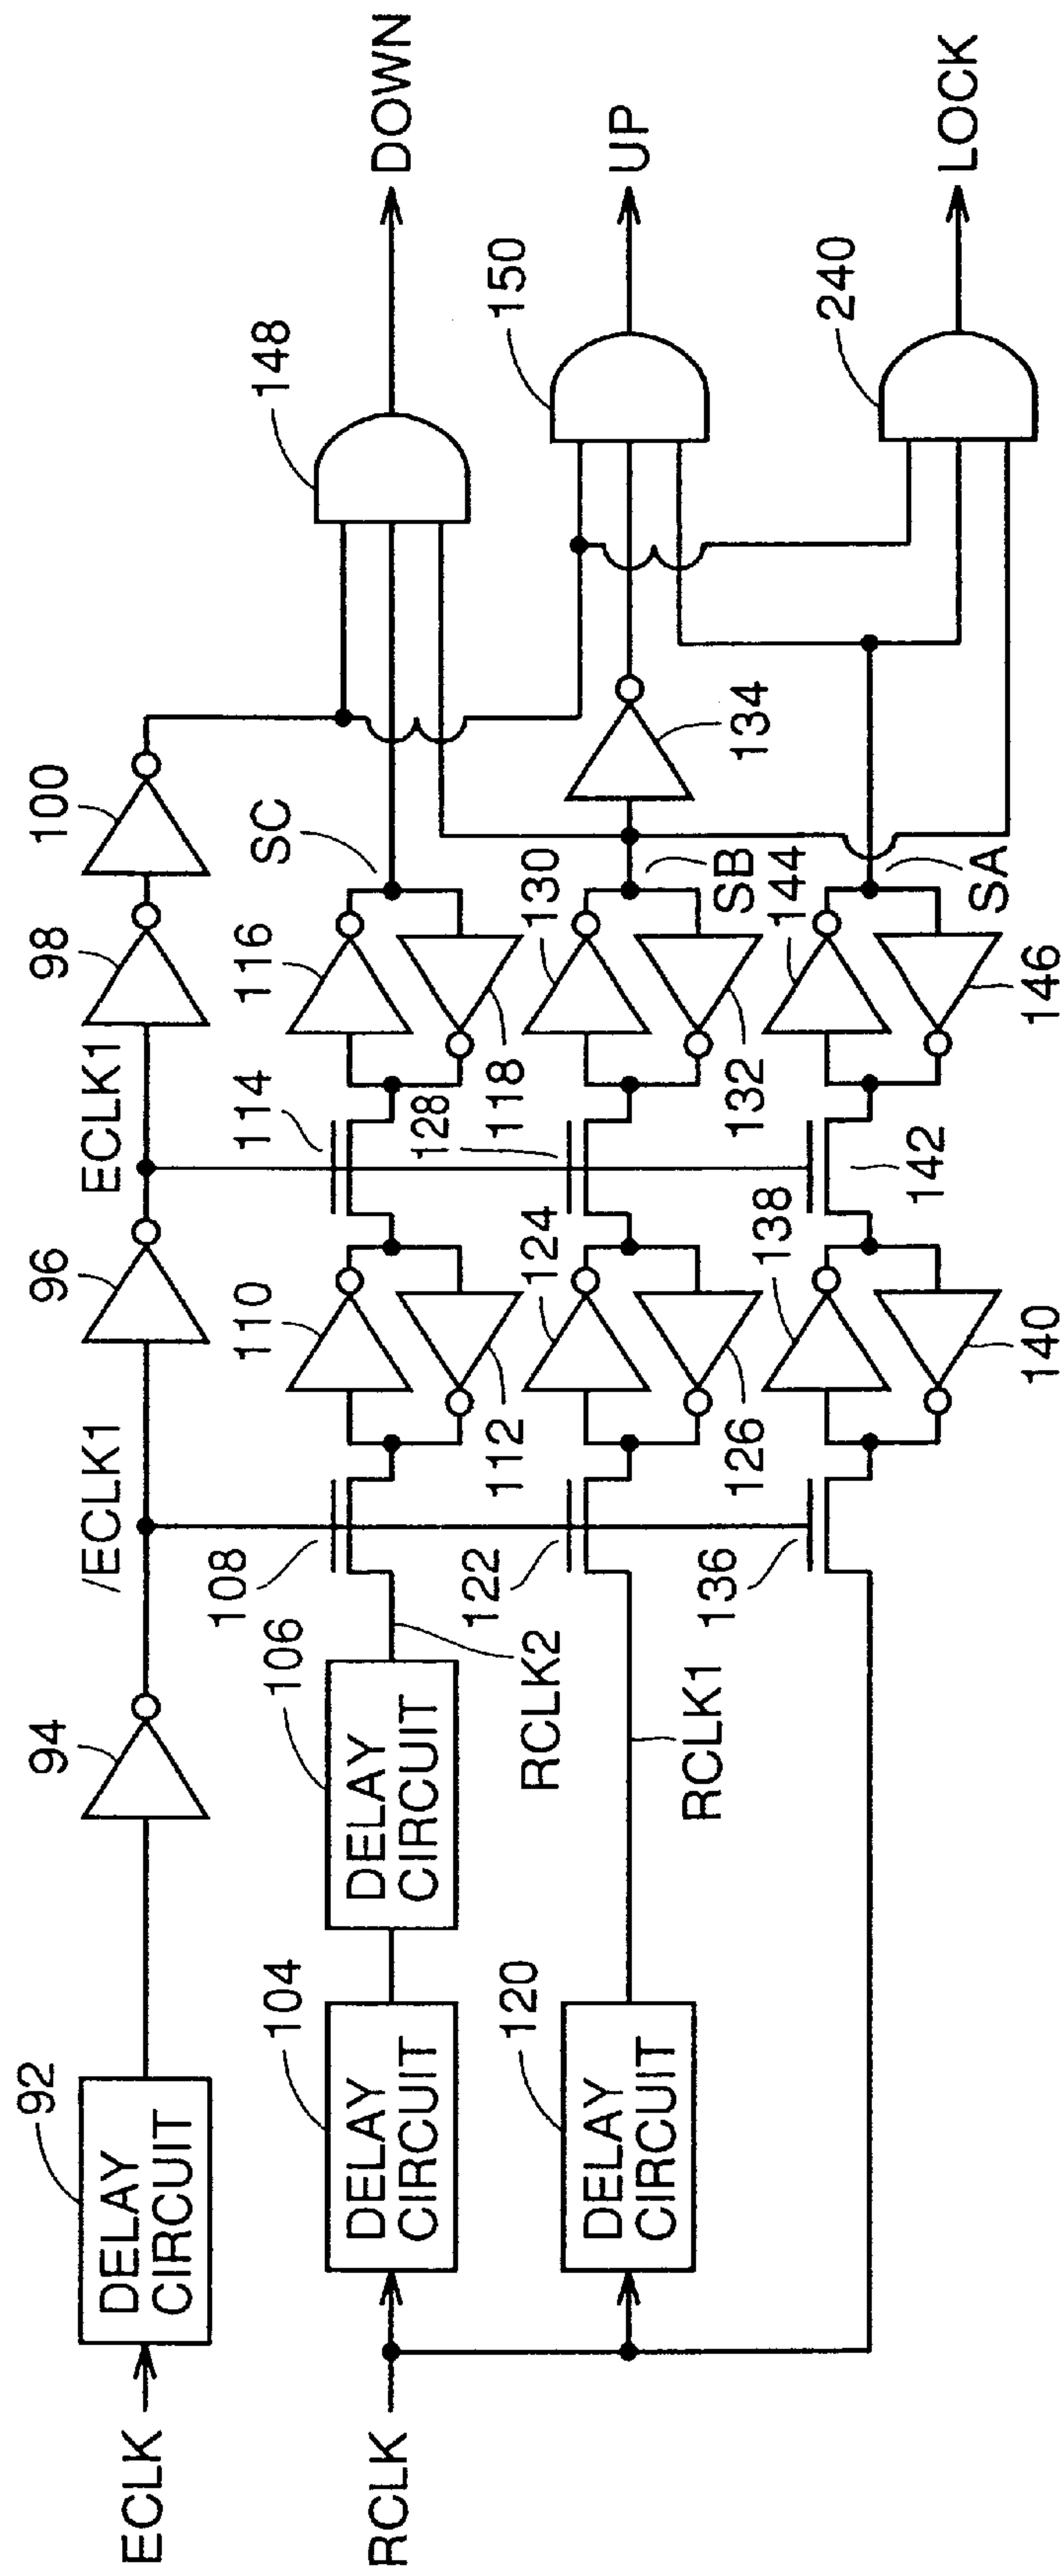 ECLK
DELAY
CIRCUIT
92
94
/ECLK1
96
ECLK1
98
100
RCLK
DELAY
CIRCUIT
104
DELAY
CIRCUIT
106
RCLK2
108
110
112
114
116
118
SC
148
DOWN
DELAY
CIRCUIT
120
RCLK1
122
124
126
128
130
132
SB
134
150
UP
136
138
140
142
144
146
SA
240
LOCK